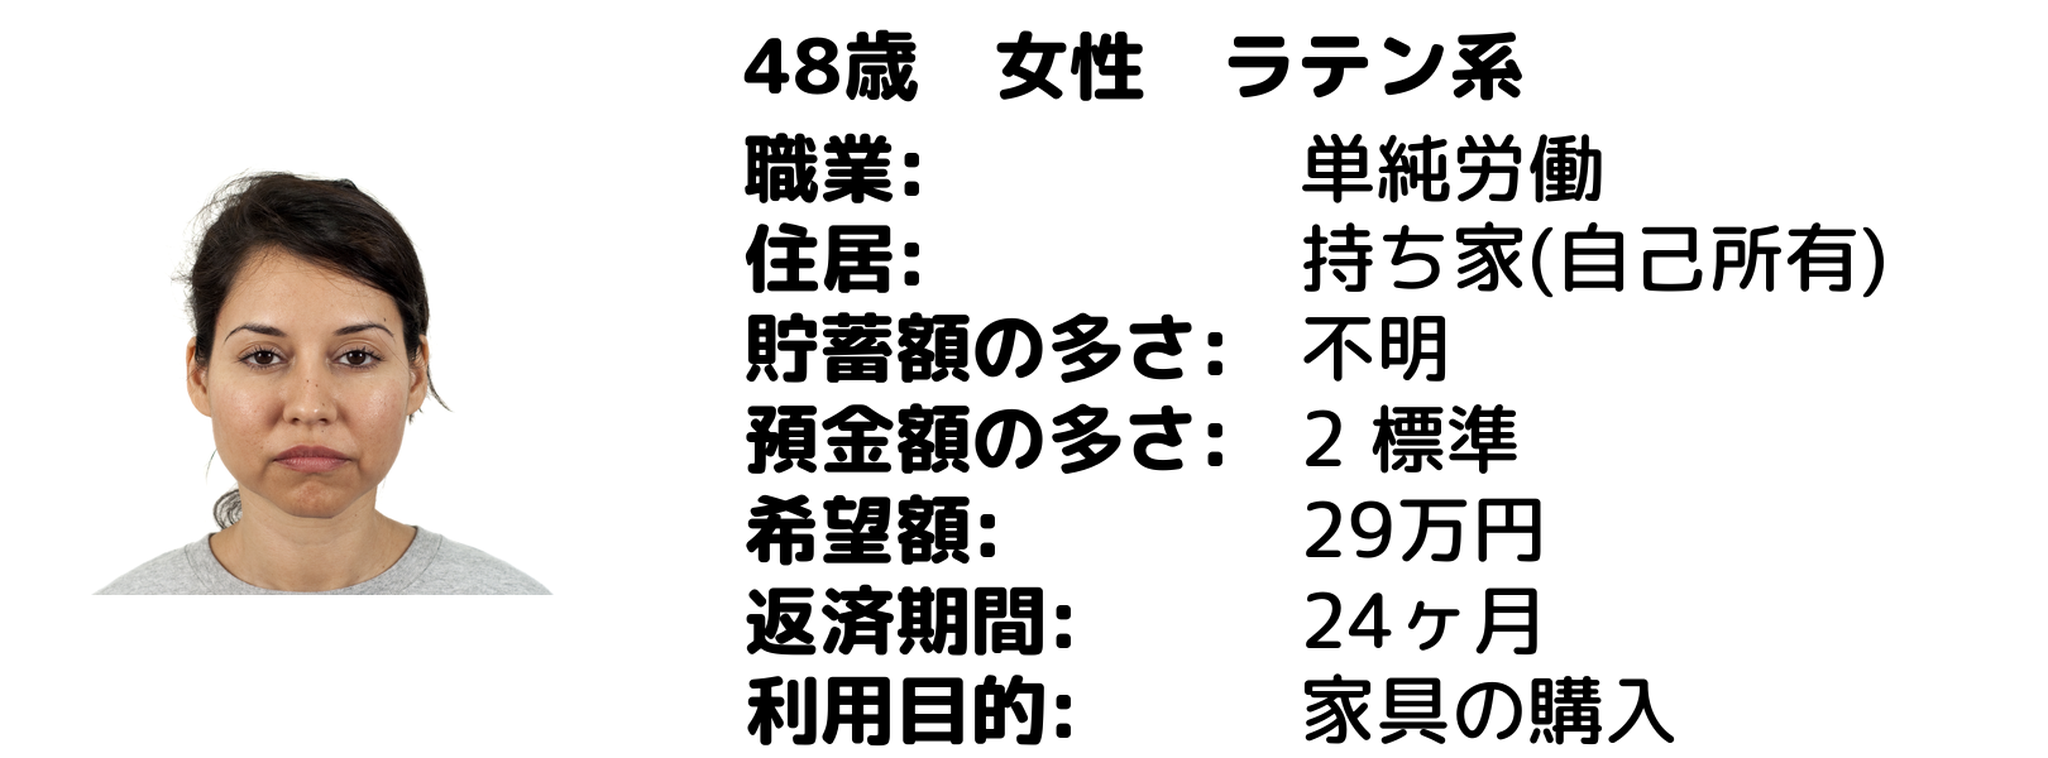 48歳　女性　ラテン系
職業: 単純労働
住居: 持ち家(自己所有)
貯蓄額の多さ: 不明
預金額の多さ: 2 標準
希望額: 29万円
返済期間: 24ヶ月
利用目的: 家具の購入